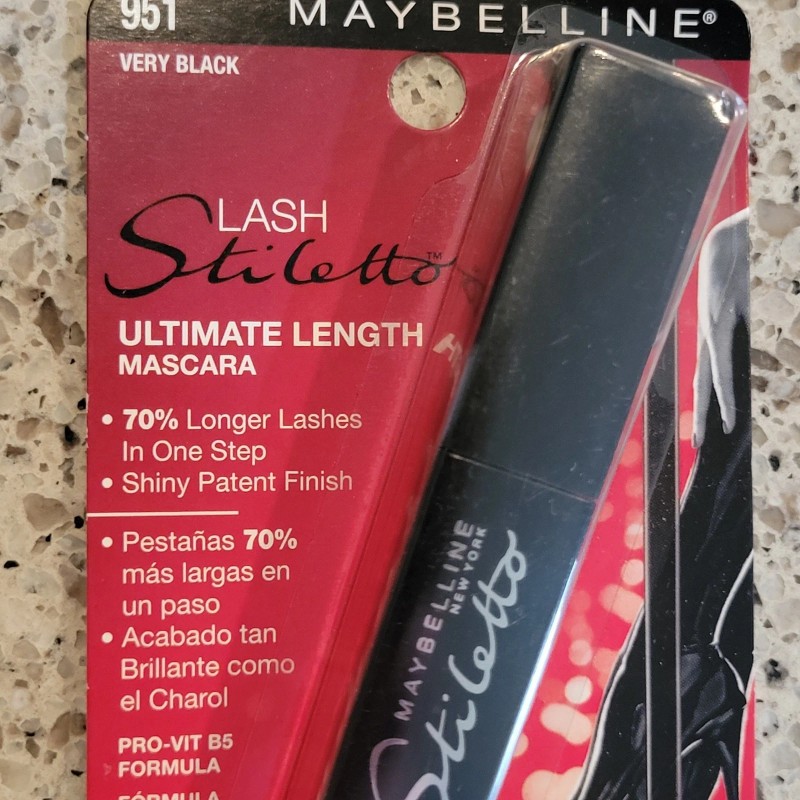 951
MAYBELLINE®
VERY BLACK
LASH
Stiletto™
ULTIMATE LENGTH
MASCARA
• 70% Longer Lashes
In One Step
• Shiny Patent Finish
• Pestañas 70%
más largas en
un paso
• Acabado tan
Brillante como
el Charol
PRO-VIT B5
FORMULA
FÓRMULA
MAYBELLINE
NEW YORK
Stiletto